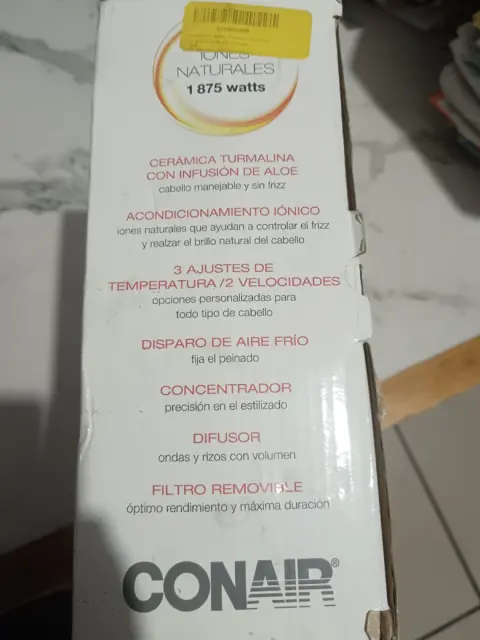 IONES
NATURALES
1 875 watts
CERÁMICA TURMALINA
CON INFUSIÓN DE ALOE
cabello manejable y sin frizz
ACONDICIONAMIENTO IÓNICO
iones naturales que ayudan a controlar el frizz
y realzar el brillo natural del cabello
3 AJUSTES DE
TEMPERATURA /2 VELOCIDADES
opciones personalizadas para
todo tipo de cabello
DISPARO DE AIRE FRÍO
fija el peinado
CONCENTRADOR
precisión en el estilizado
DIFUSOR
ondas y rizos con volumen
FILTRO REMOVIBLE
óptimo rendimiento y máxima duración
CONAIR®